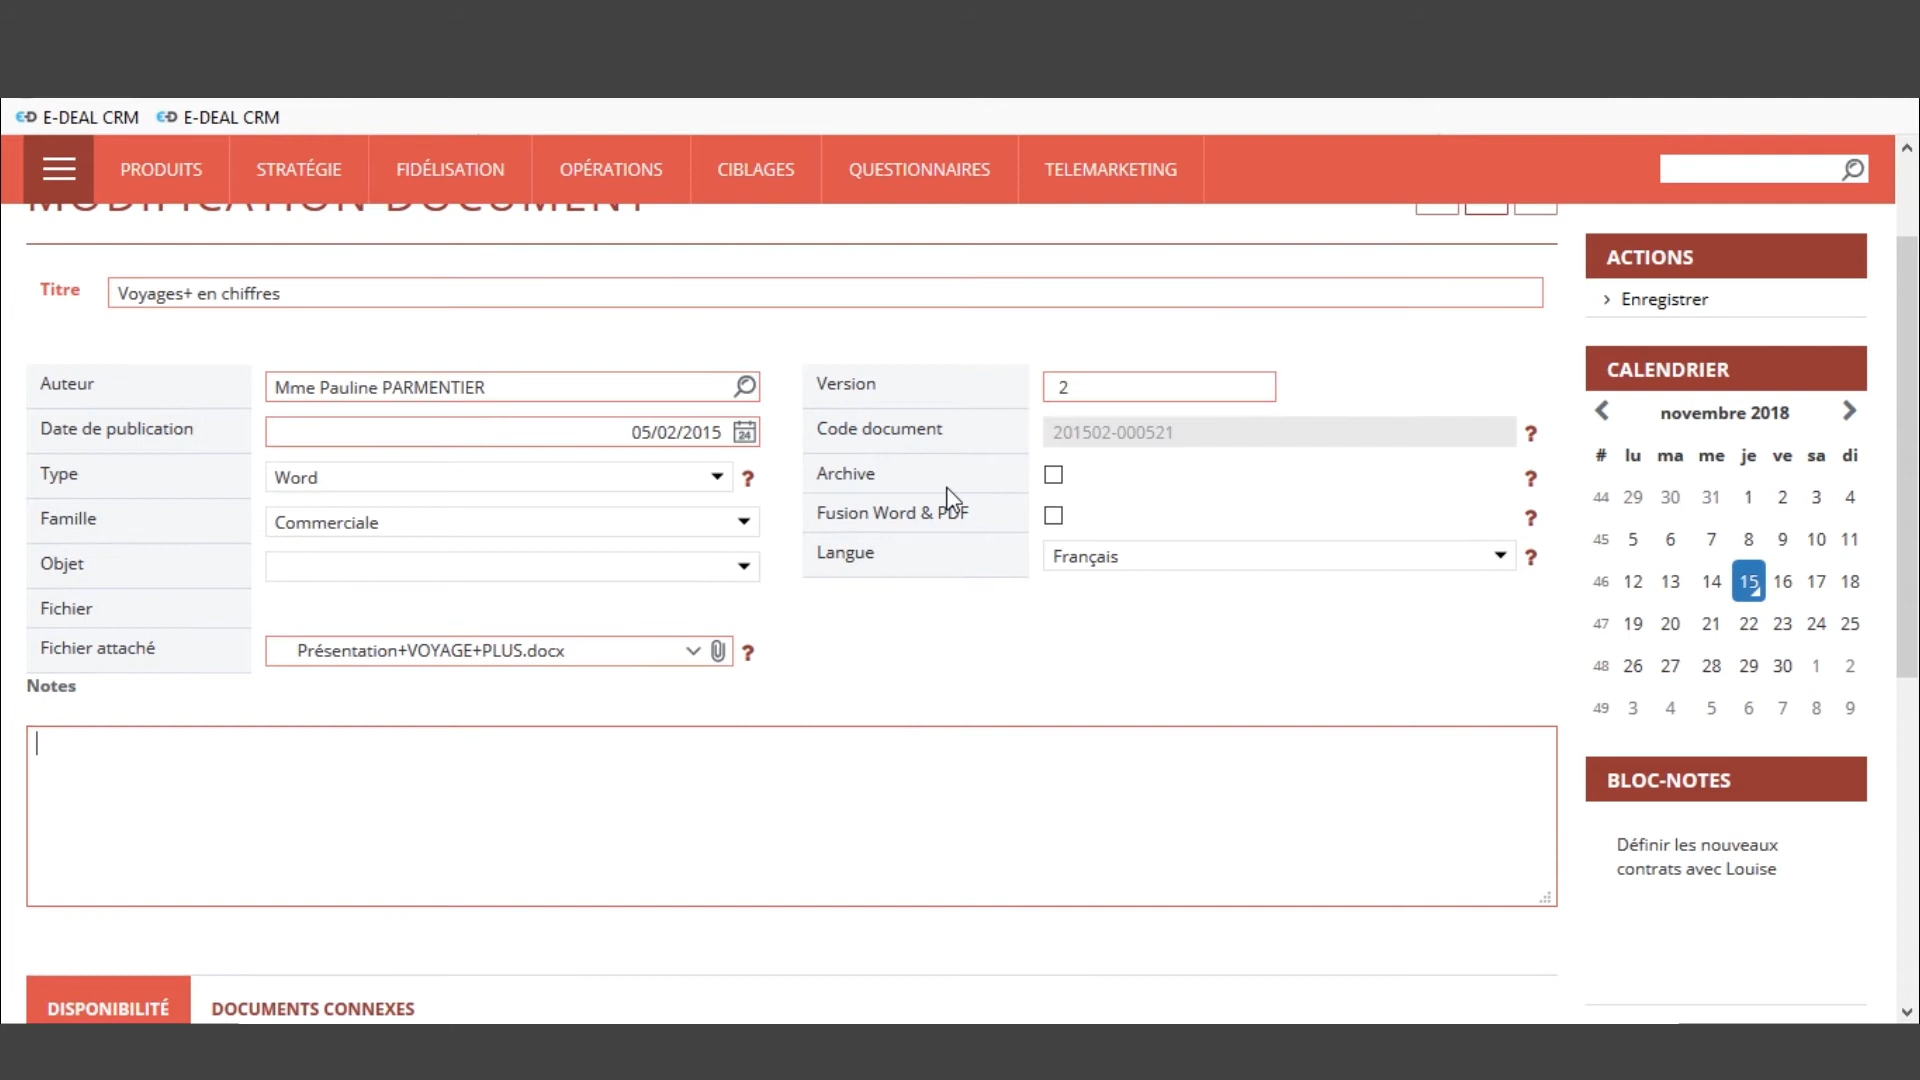 E-DEAL CRM E-DEAL CRM
PRODUITS STRATÉGIE FIDÉLISATION OPÉRATIONS CIBLAGES QUESTIONNAIRES TELEMARKETING
MODIFICATION DOCUMENT
Titre Voyages+ en chiffres
Auteur Mme Pauline PARMENTIER
Date de publication 05/02/2015 24
Type Word ?
Famille Commerciale
Objet
Fichier
Fichier attaché Présentation+VOYAGE+PLUS.docx ?
Version 2
Code document 201502-000521 ?
Archive ?
Fusion Word & PDF ?
Langue Français ?
Notes
DISPONIBILITÉ DOCUMENTS CONNEXES
ACTIONS
Enregistrer
CALENDRIER
novembre 2018
# lu ma me je ve sa di
44 29 30 31 1 2 3 4
45 5 6 7 8 9 10 11
46 12 13 14 15 16 17 18
47 19 20 21 22 23 24 25
48 26 27 28 29 30 1 2
49 3 4 5 6 7 8 9
BLOC-NOTES
Définir les nouveaux
contrats avec Louise